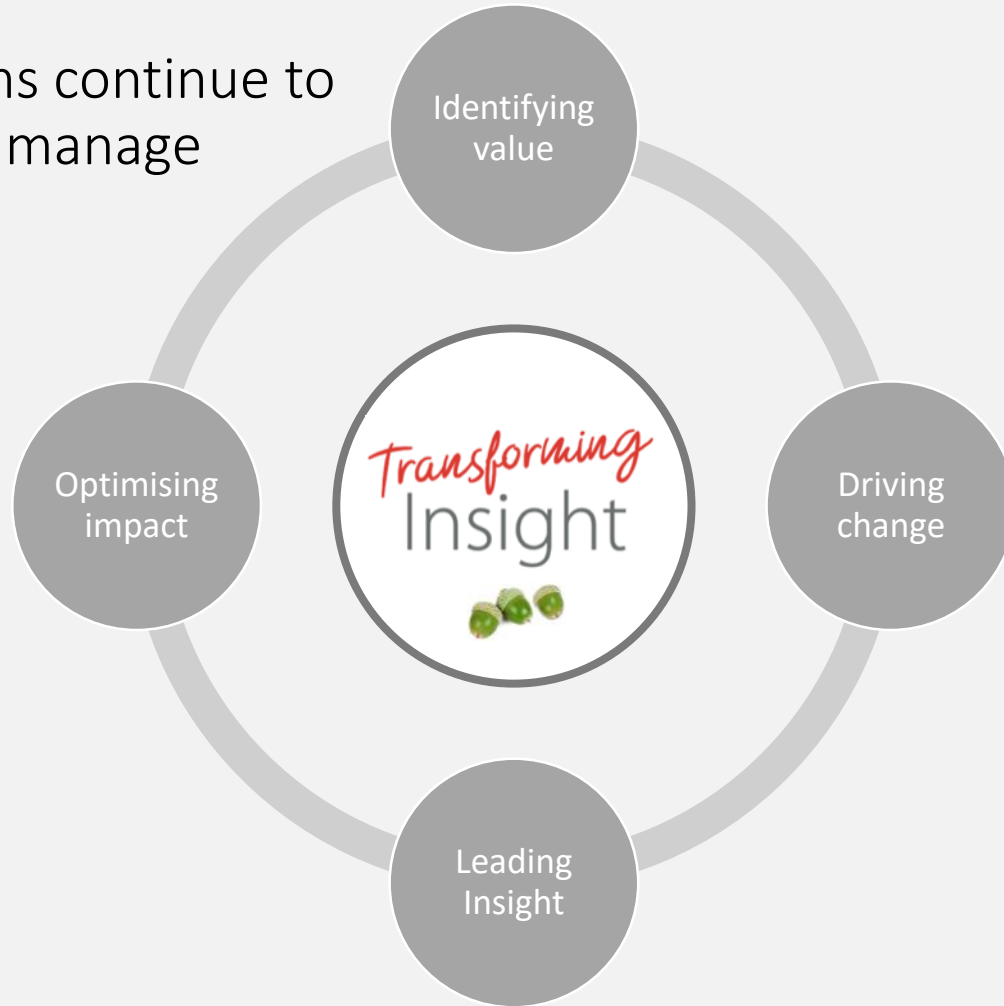 ns continue to
manage
Identifying
value
Optimising
impact
Transforming
Insight
Driving
change
Leading
Insight